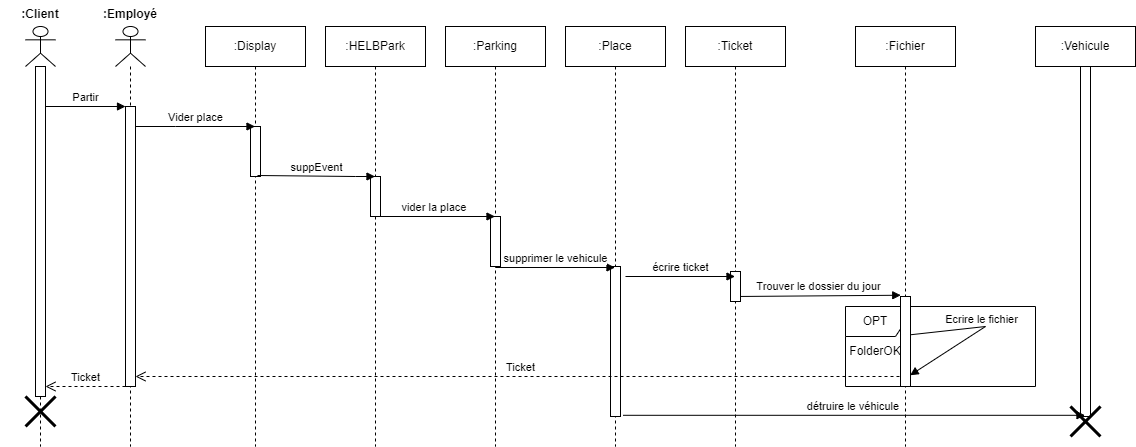 :Client
:Employé
:Display
:HELBPark
:Parking
:Place
:Ticket
:Fichier
:Vehicule
Partir
Vider place
suppEvent
vider la place
supprimer le vehicule
écrire ticket
Trouver le dossier du jour
OPT
Ecrire le fichier
FolderOK
Ticket
Ticket
détruire le véhicule